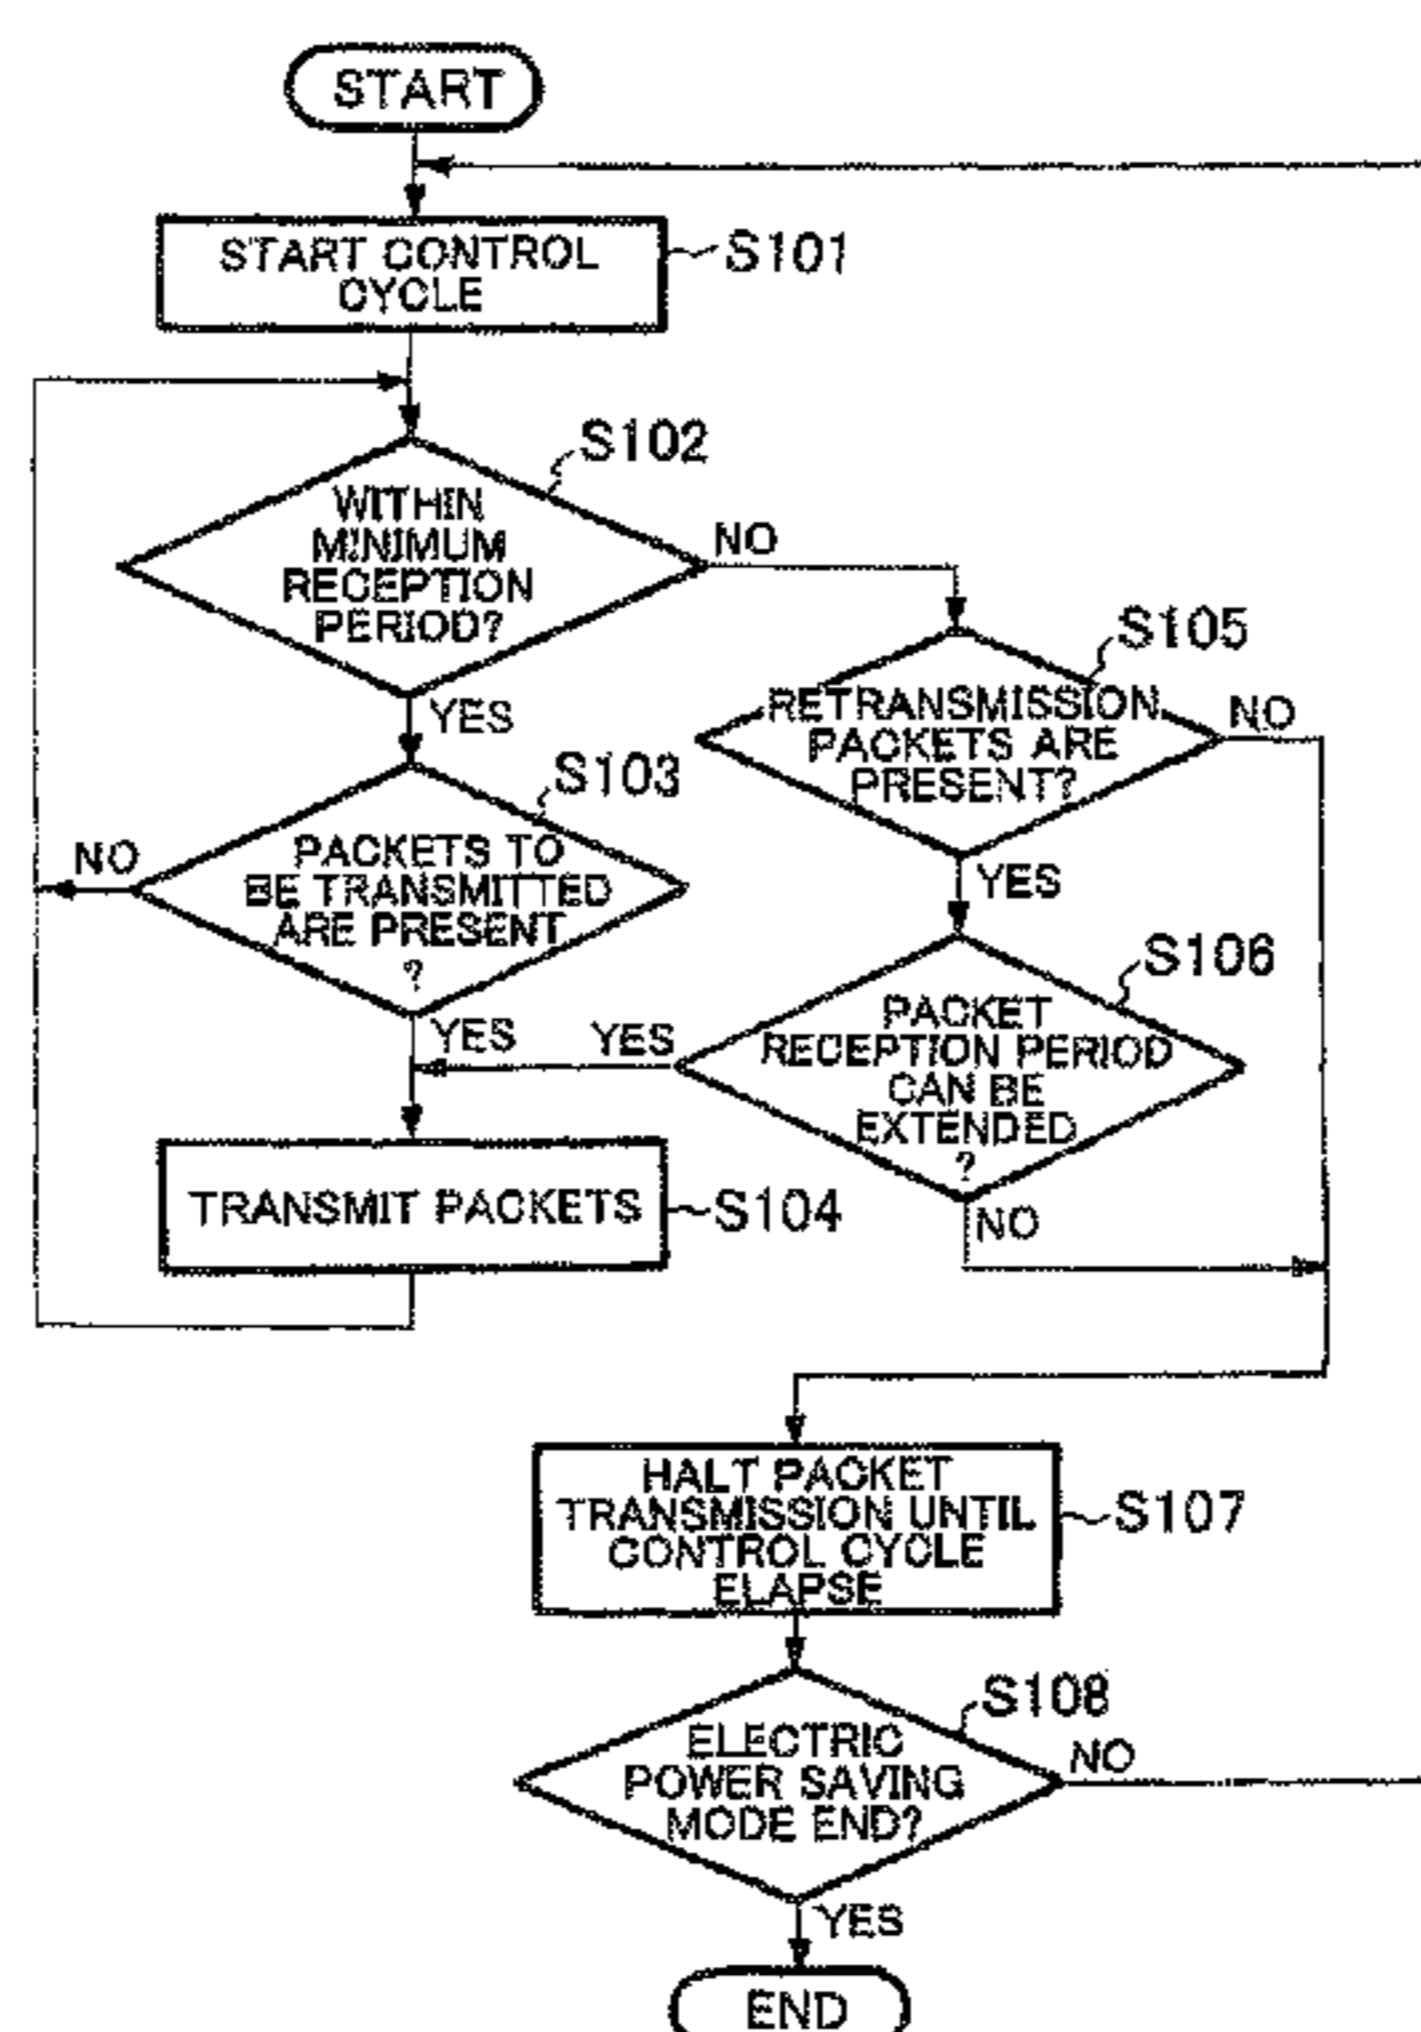 START
START CONTROL
CYCLE
S101
S102
WITHIN
MINIMUM
RECEPTION
PERIOD?
NO
YES
S105
RETRANSMISSION
PACKETS ARE
PRESENT?
NO
YES
S103
PACKETS TO
BE TRANSMITTED
ARE PRESENT
?
NO
YES
S106
PACKET
RECEPTION PERIOD
CAN BE
EXTENDED
?
YES
NO
TRANSMIT PACKETS
S104
HALT PACKET
TRANSMISSION UNTIL
CONTROL CYCLE
ELAPSE
S107
S108
ELECTRIC
POWER SAVING
MODE END?
NO
YES
END